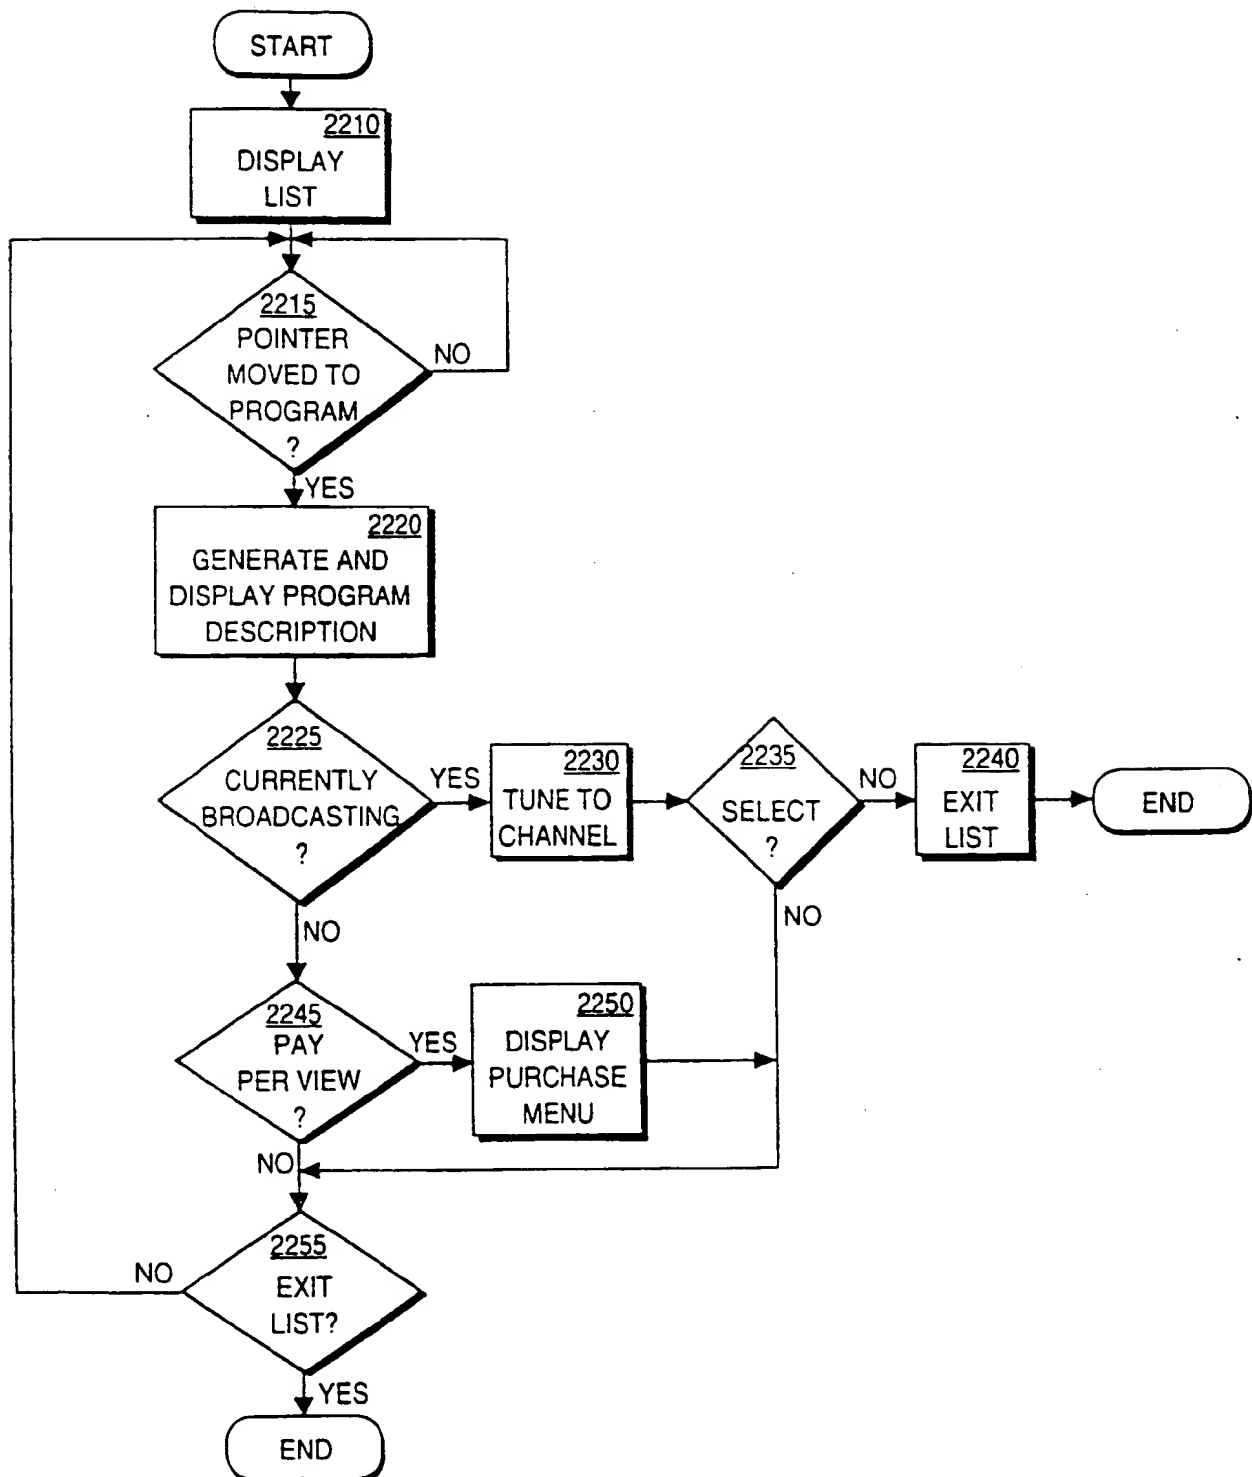 START
2210
DISPLAY
LIST
2215
POINTER
MOVED TO
PROGRAM
?
NO
YES
2220
GENERATE AND
DISPLAY PROGRAM
DESCRIPTION
2225
CURRENTLY
BROADCASTING
?
YES
2230
TUNE TO
CHANNEL
2235
SELECT
?
NO
2240
EXIT
LIST
END
NO
NO
2245
PAY
PER VIEW
?
YES
2250
DISPLAY
PURCHASE
MENU
NO
2255
EXIT
LIST?
NO
YES
END